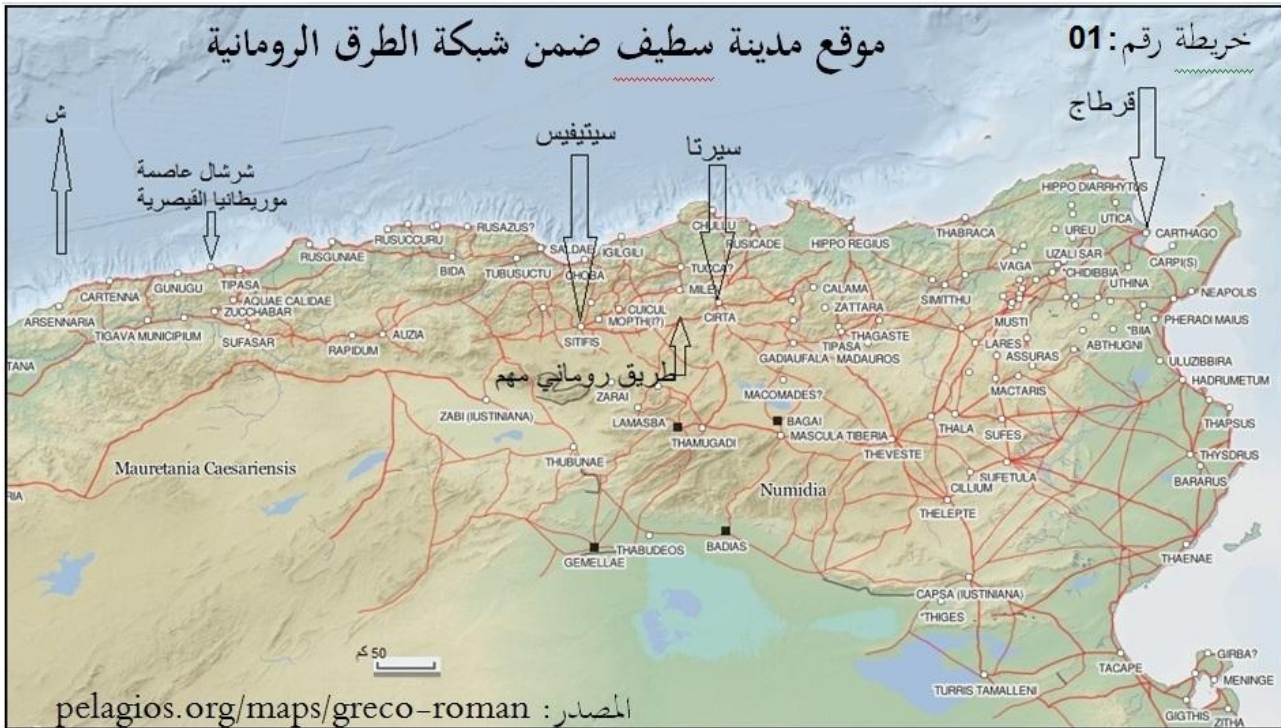 موقع مدينة سطيف ضمن شبكة الطرق الرومانية
خريطة رقم: 01
قرطاج
سيرتا
سيتيفيس
ش
شرشال عاصمة
موريطانيا القيصرية
طريق روماني مهم
HIPPO DIARRHYTUS
UTICA
UREU
CARTHAGO
UZALI SAR
CARPI(S)
*CHIDIBBIA
UTHINA
VAGA
THABRACA
HIPPO REGIUS
RUSICADE
CHULLU
IGILGILI
SALDAE
CHOBA
RUSAZUS?
RUSUCCURU
RUSGUNIAE
BIDA
TUBUSUCTU
TIPASA
GUNUGU
CARTENNA
ARSENNARIA
AQUAE CALIDAE
ZUCCHABAR
TIGAVA MUNICIPIUM
SUFASAR
RAPIDUM
AUZIA
TANA
TUCCA?
MILEV
CUICUL
MOPTH(I?)
SITIFIS
CIRTA
CALAMA
ZATTARA
SIMITTHU
THAGASTE
TIPASA
GADIAUFALA
MADAUROS
MUSTI
LARES
ASSURAS
NEAPOLIS
PHERADI MAIUS
*BIIA
ABTHUGNI
ULUZIBBIRA
HADRUMETUM
MACTARIS
MACOMADES?
ZARAI
ZABI (IUSTINIANA)
LAMASBA
THAMUGADI
BAGAI
MASCULA TIBERIA
THALA
SUFES
THAPSUS
THYSDRUS
BARARUS
THEVESTE
SUFETULA
CILLIUM
THELEPTE
THUBUNAE
Mauretania Caesariensis
Numidia
RIA
GEMELLAE
THABUDEOS
BADIAS
THAENAE
CAPSA (IUSTINIANA)
*THIGES
TACAPE
TURRIS TAMALLENI
GIRBA?
MENINGE
GIGTHIS
ZITHA
50 كم
المصدر: pelagios.org/maps/greco-roman